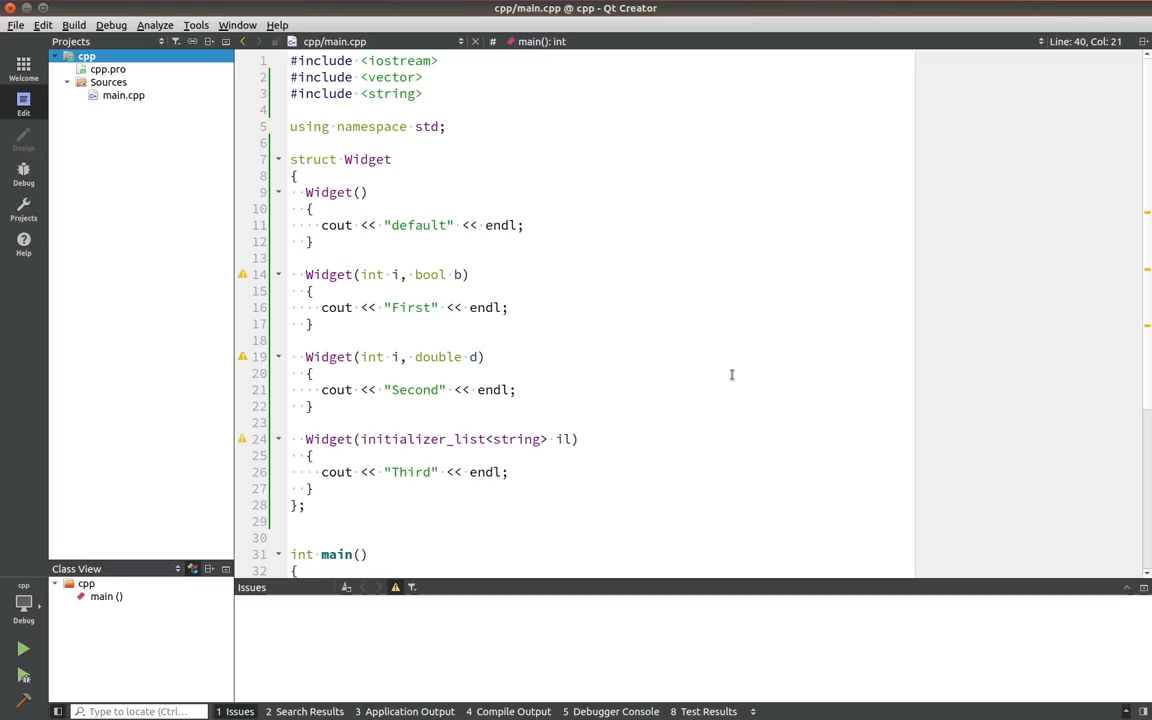 cpp/main.cpp @ cpp - Qt Creator
File Edit Build Debug Analyze Tools Window Help
Projects
cpp/main.cpp
#
main(): int
Line: 40, Col: 21
cpp
cpp.pro
Sources
main.cpp
Welcome
Edit
Design
Debug
Projects
Help
1 #include <iostream>
2 #include <vector>
3 #include <string>
4
5 using namespace std;
6
7 struct Widget
8 {
9 Widget()
10 {
11 cout << "default" << endl;
12 }
13
14 Widget(int i, bool b)
15 {
16 cout << "First" << endl;
17 }
18
19 Widget(int i, double d)
20 {
21 cout << "Second" << endl;
22 }
23
24 Widget(initializer_list<string> il)
25 {
26 cout << "Third" << endl;
27 }
28 };
29
30
31 int main()
32 {
Class View
cpp
main ()
Issues
cpp
Debug
Type to locate (Ctrl...
1 Issues 2 Search Results 3 Application Output 4 Compile Output 5 Debugger Console 8 Test Results